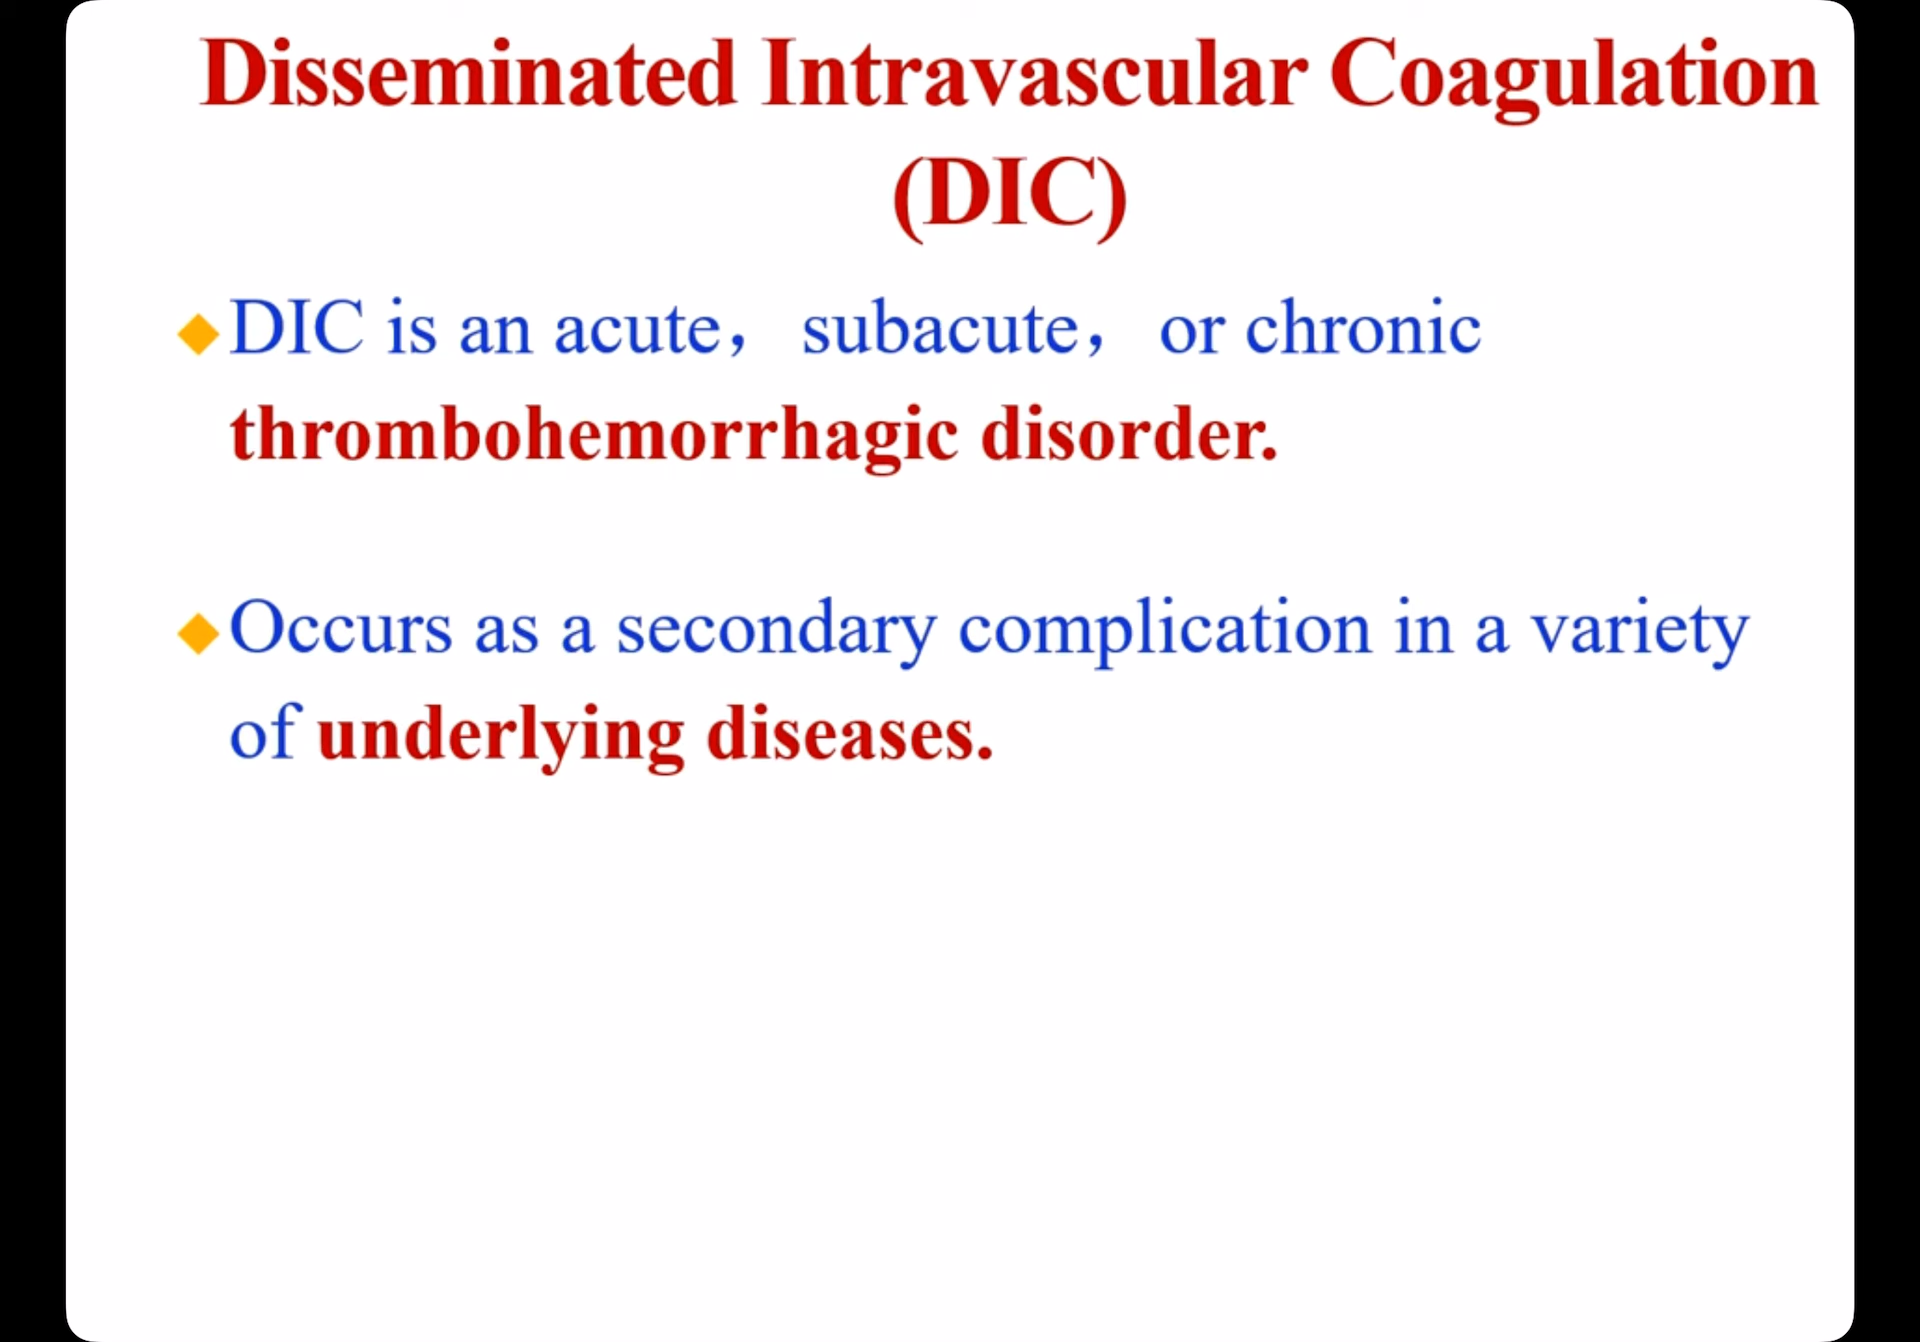 Disseminated Intravascular Coagulation
(DIC)
◆DIC is an acute，subacute，or chronic
thrombohemorrhagic disorder.
◆Occurs as a secondary complication in a variety
of underlying diseases.